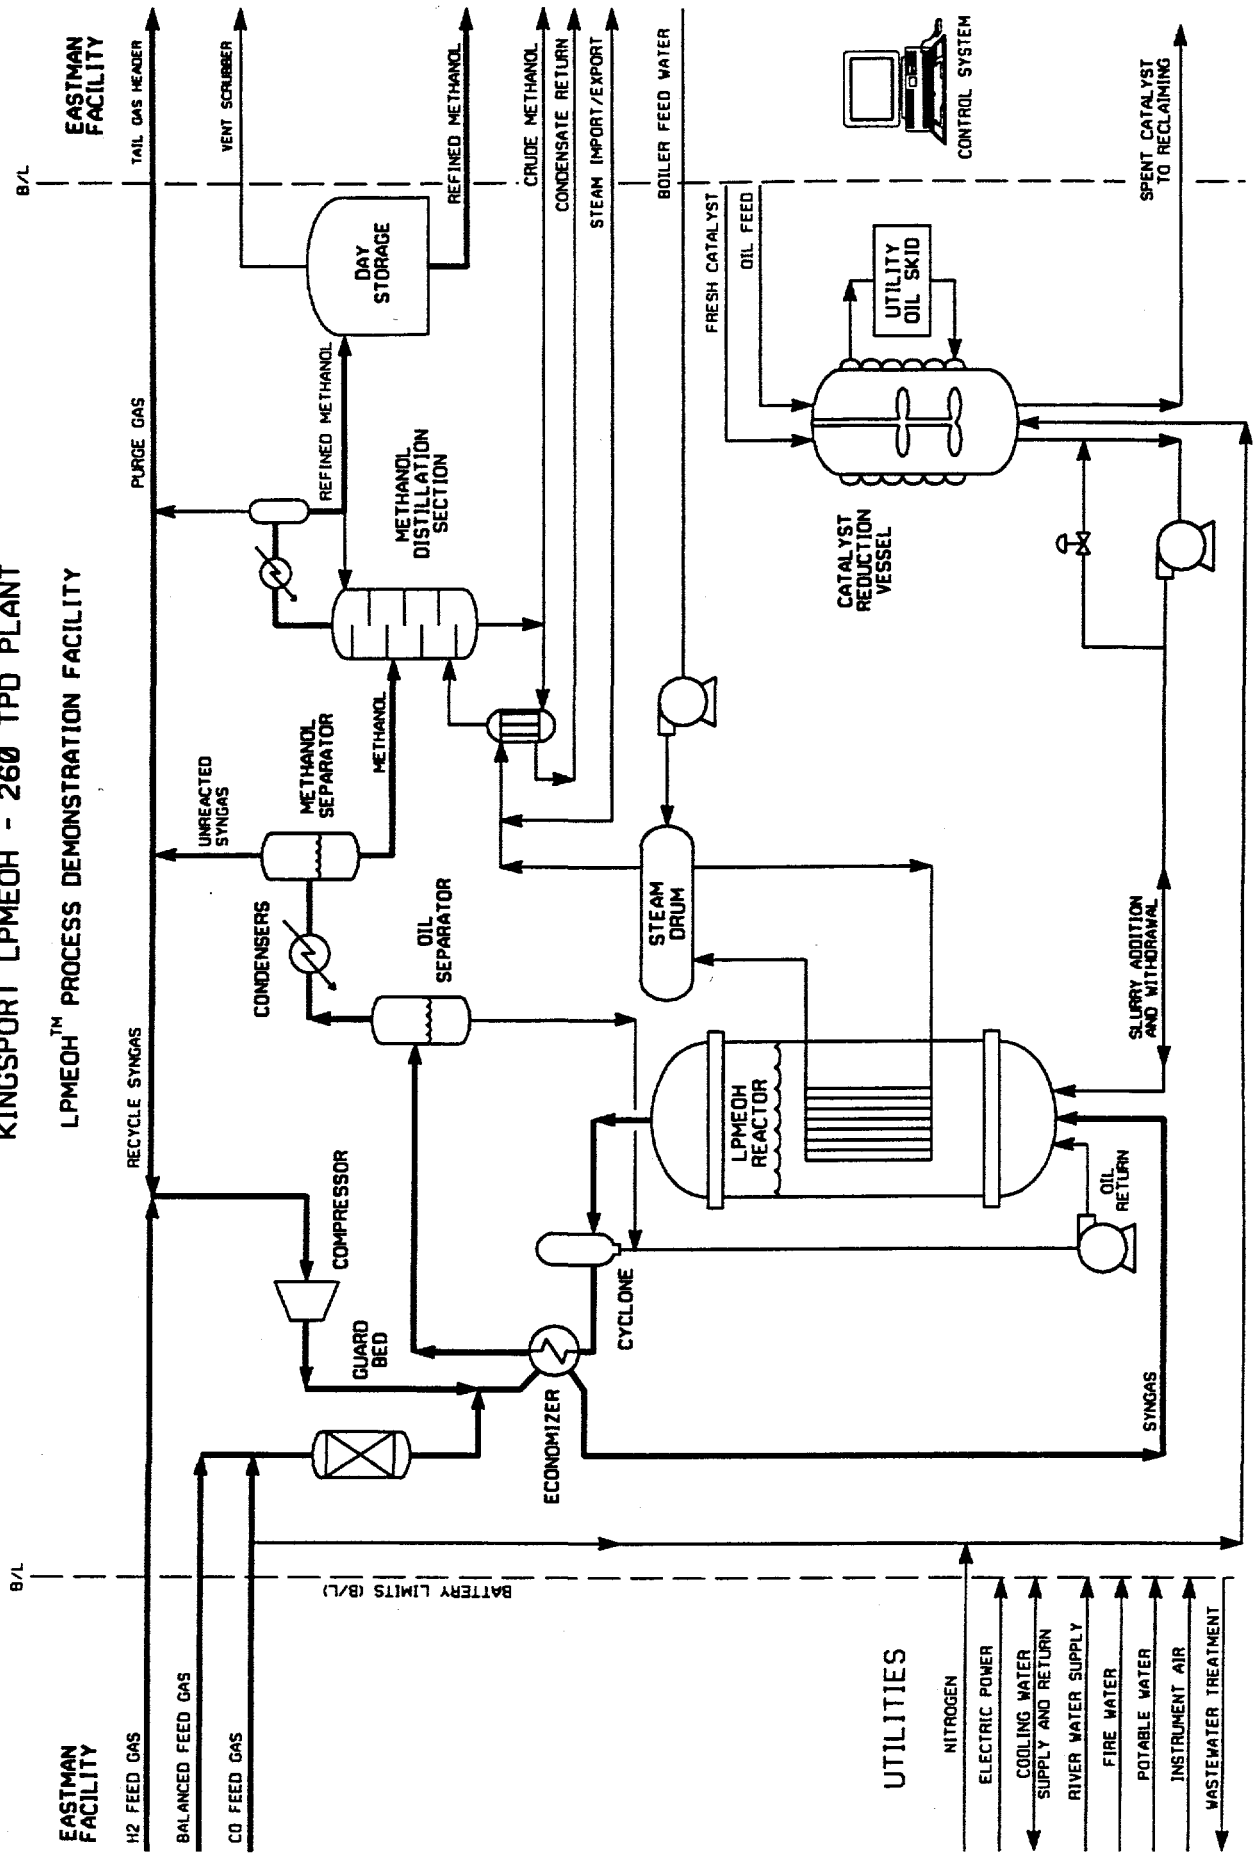 KINGSPORT LPMEOH - 260 TPD PLANT
LPMEOH™ PROCESS DEMONSTRATION FACILITY
EASTMAN
FACILITY
B/L
B/L
EASTMAN
FACILITY
H2 FEED GAS
RECYCLE SYNGAS
PURGE GAS
TAIL GAS HEADER
BALANCED FEED GAS
UNREACTED
SYNGAS
VENT SCRUBBER
CO FEED GAS
COMPRESSOR
CONDENSERS
METHANOL
SEPARATOR
REFINED METHANOL
DAY
STORAGE
BATTERY LIMITS (B/L)
GUARD
BED
METHANOL
METHANOL
DISTILLATION
SECTION
REFINED METHANOL
OIL
SEPARATOR
CRUDE METHANOL
CONDENSATE RETURN
STEAM IMPORT/EXPORT
ECONOMIZER
CYCLONE
STEAM
DRUM
BOILER FEED WATER
LPMEOH
REACTOR
FRESH CATALYST
OIL FEED
UTILITY
OIL SKID
CONTROL SYSTEM
CATALYST
REDUCTION
VESSEL
UTILITIES
NITROGEN
ELECTRIC POWER
COOLING WATER
SUPPLY AND RETURN
RIVER WATER SUPPLY
FIRE WATER
POTABLE WATER
INSTRUMENT AIR
WASTEWATER TREATMENT
OIL
RETURN
SYNGAS
SLURRY ADDITION
AND WITHDRAWAL
SPENT CATALYST
TO RECLAIMING